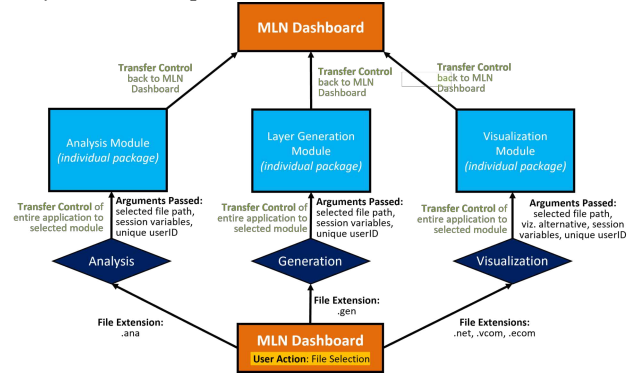 MLN Dashboard
Transfer Control
back to MLN
Dashboard
Transfer Control
back to MLN
Dashboard
Transfer Control
back to MLN
Dashboard
Analysis Module
(individual package)
Layer Generation
Module
(individual package)
Visualization
Module
(individual package)
Transfer Control of
entire application to
selected module
Arguments Passed:
selected file path,
session variables,
unique userID
Transfer Control of
entire application to
selected module
Arguments Passed:
selected file path,
session variables,
unique userID
Transfer Control of
entire application to
selected module
Arguments Passed:
selected file path,
viz. alternative, session
variables, unique userID
Analysis
Generation
Visualization
File Extension:
.ana
File Extension:
.gen
File Extensions:
.net, .vcom, .ecom
MLN Dashboard
User Action: File Selection